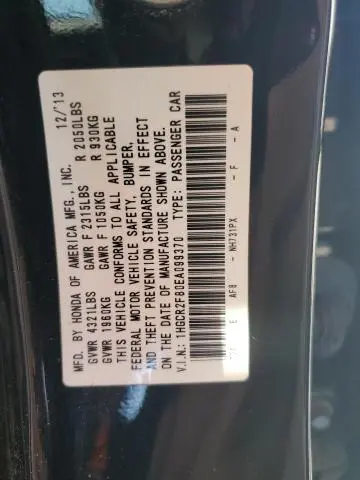 MFD. BY HONDA OF AMERICA MFG., INC. 12/13
GVWR 4321LBS GAWR F 2315LBS R 2050LBS
GVWR 1960KG GAWR F 1050KG R 930KG
THIS VEHICLE CONFORMS TO ALL APPLICABLE
FEDERAL MOTOR VEHICLE SAFETY, BUMPER,
AND THEFT PREVENTION STANDARDS IN EFFECT
ON THE DATE OF MANUFACTURE SHOWN ABOVE.
V.I.N.: 1HGCR2F80EA099370 TYPE: PASSENGER CAR
E AF8 - NH731PX - F - A